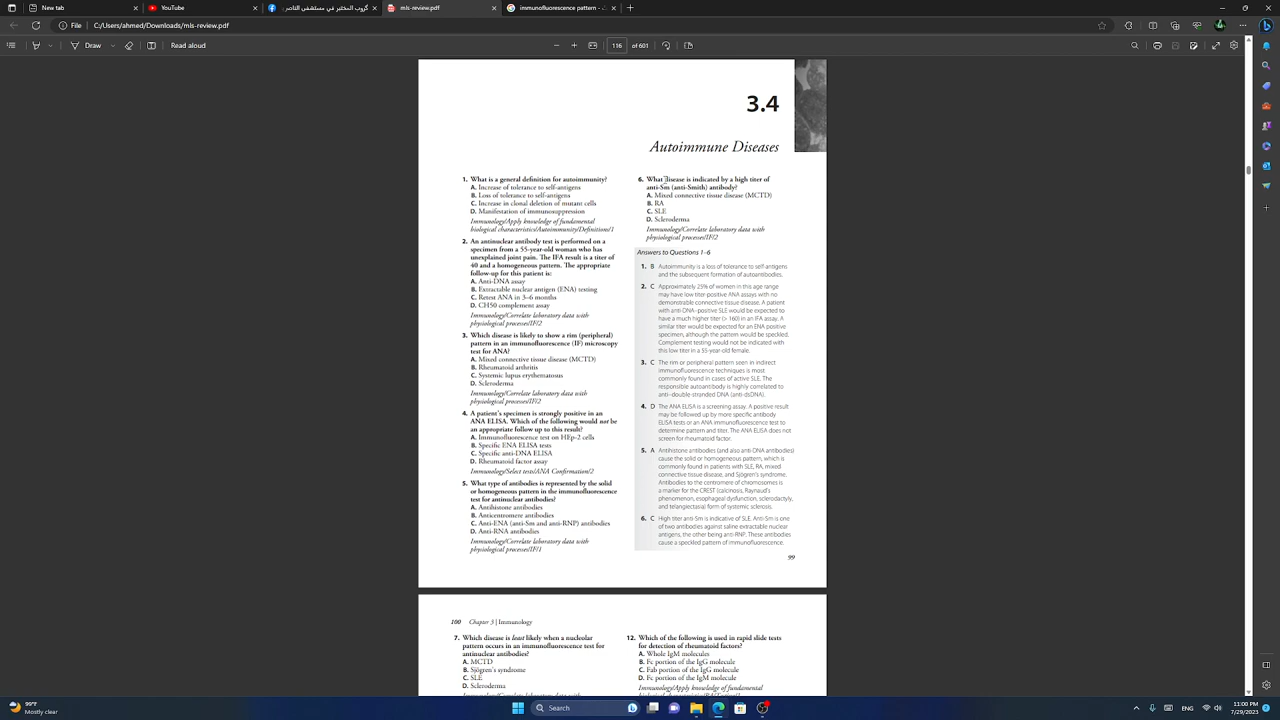 نقابة التحاليل
YouTube
mls-review.pdf
immunofluorescence pattern -
File | C:/Users/ahmed/Downloads/mls-review.pdf
Draw
Read aloud
116 of 601
3.4
Autoimmune Diseases
1. What is a general definition for autoimmunity?
A. Increase of tolerance to self-antigens
B. Loss of tolerance to self-antigens
C. Increase in clonal deletion of mutant cells
D. Manifestation of immunosuppression
Immunology/Apply knowledge of fundamental
biological characteristics/Autoimmunity/Definition/1
2. An antinuclear antibody test is performed on a
specimen from a 55-year-old woman who has
unexplained joint pain. The IFA result is a titer of
40 and a homogeneous pattern. The appropriate
follow-up for this patient is:
A. Anti-DNA assay
B. Extractable nuclear antigen (ENA) testing
C. Retest ANA in 3–6 months
D. CH50 complement assay
Immunology/Correlate laboratory data with
physiological processes/IF/2
3. Which disease is likely to show a rim (peripheral)
pattern in an immunofluorescence (IF) microscopy
test for ANA?
A. Mixed connective tissue disease (MCTD)
B. Rheumatoid arthritis
C. Systemic lupus erythematosus
D. Scleroderma
Immunology/Correlate laboratory data with
physiological processes/IF/2
4. A patient's specimen is strongly positive in an
ANA ELISA. Which of the following would not be
an appropriate follow up to this result?
A. Immunofluorescence test on HEp-2 cells
B. Specific ENA ELISA tests
C. Specific anti-DNA ELISA
D. Rheumatoid factor assay
Immunology/Select tests/ANA Confirmation/2
5. What type of antibodies is represented by the solid
or homogeneous pattern in the immunofluorescence
test for antinuclear antibodies?
A. Antihistone antibodies
B. Anticentromere antibodies
C. Anti-ENA (anti-Sm and anti-RNP) antibodies
D. Anti-RNA antibodies
Immunology/Correlate laboratory data with
physiological processes/IF/1
6. What disease is indicated by a high titer of
anti-Sm (anti-Smith) antibody?
A. Mixed connective tissue disease (MCTD)
B. RA
C. SLE
D. Scleroderma
Immunology/Correlate laboratory data with
physiological processes/IF/2
Answers to Questions 1–6
1. B Autoimmunity is a loss of tolerance to self-antigens
and the subsequent formation of autoantibodies.
2. C Approximately 25% of women in this age range
may have low titer-positive ANA assays with no
demonstrable connective tissue disease. A patient
with anti-DNA–positive SLE would be expected to
have a much higher titer (> 160) in an IFA assay. A
similar titer would be expected for an ENA positive
specimen, although the pattern would be speckled.
Complement testing would not be indicated with
this low titer in a 55-year-old female.
3. C The rim or peripheral pattern seen in indirect
immunofluorescence techniques is most
commonly found in cases of active SLE. The
responsible autoantibody is highly correlated to
anti–double-stranded DNA (anti-dsDNA).
4. D The ANA ELISA is a screening assay. A positive result
may be followed up by more specific antibody
ELISA tests or an ANA immunofluorescence test to
determine pattern and titer. The ANA ELISA does not
screen for rheumatoid factor.
5. A Antihistone antibodies (and also anti-DNA antibodies)
cause the solid or homogeneous pattern, which is
commonly found in patients with SLE, RA, mixed
connective tissue disease, and Sjögren's syndrome.
Antibodies to the centromere of chromosomes is
a marker for the CREST (calcinosis, Raynaud's
phenomenon, esophageal dysfunction, sclerodactyly,
and telangiectasia) form of systemic sclerosis.
6. C High titer anti-Sm is indicative of SLE. Anti-Sm is one
of two antibodies against saline extractable nuclear
antigens, the other being anti-RNP. These antibodies
cause a speckled pattern of immunofluorescence.
99
100 Chapter 3 | Immunology
7. Which disease is least likely when a nucleolar
pattern occurs in an immunofluorescence test for
antinuclear antibodies?
A. MCTD
B. Sjögren's syndrome
C. SLE
D. Scleroderma
12. Which of the following is used in rapid slide tests
for detection of rheumatoid factors?
A. Whole IgM molecules
B. Fc portion of the IgG molecule
C. Fab portion of the IgG molecule
D. Fc portion of the IgM molecule
Immunology/Apply knowledge of fundamental
99°F
Mostly clear
Search
11:00 PM
7/29/2023